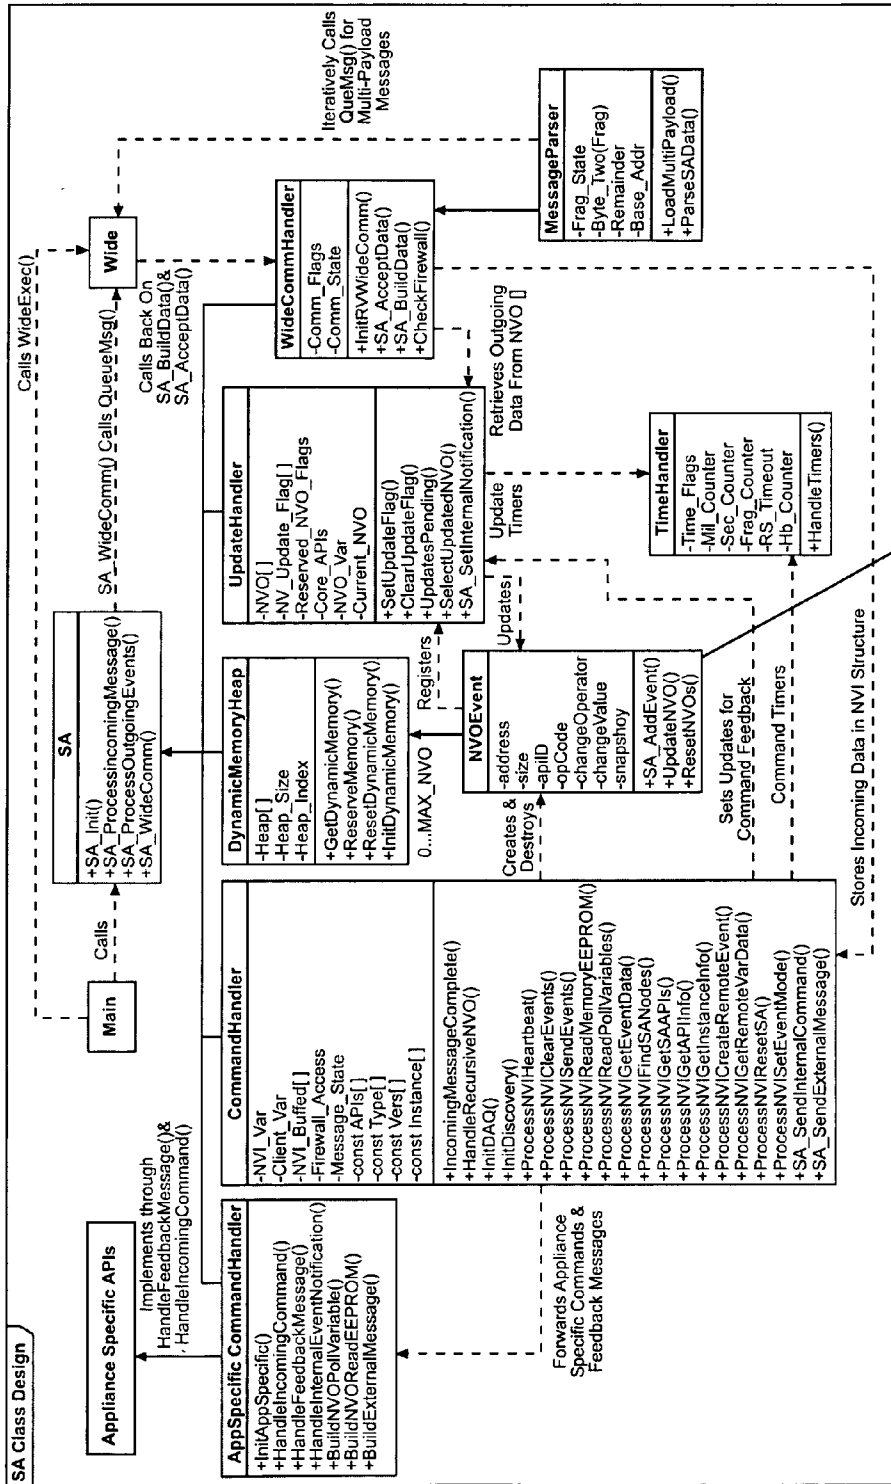 SA Class Design
Appliance Specific APIs
Implements through
HandleFeedbackMessage()&
, HandleIncomingCommand()
Main
Calls
Calls WideExec()
SA
+SA_Init()
+SA_ProcessincomingMessage()
+SA_ProcessOutgoingEvents()
+SA_WideComm()
SA_WideComm() Calls QueueMsg()
Wide
Calls Back On
SA_BuildData()&
SA_AcceptData()
Iteratively Calls
QueMsg() for
Multi-Payload
Messages
AppSpecific CommandHandler
+InitAppSpecific()
+HandleIncomingCommand()
+HandleFeedbackMessage()
+HandleInternalEventNotification()
+BuildNVOPollVariable()
+BuildNVOReadEEPROM()
+BuildExternalMessage()
Forwards Appliance
Specific Commands &
Feedback Messages
CommandHandler
-NVI_Var
-Client_Var
-NVI_Buffed[ ]
-Firewall_Access
-Message_State
-const APIs[ ]
-const Type[ ]
-const Vers[ ]
-const Instance[ ]
+IncomingMessageComplete()
+HandleRecursiveNVO()
+InitDAQ()
+InitDiscovery()
+ProcessNVIHeartbeat()
+ProcessNVIClearEvents()
+ProcessNVISendEvents()
+ProcessNVIReadMemoryEEPROM()
+ProcessNVIReadPollVariables()
+ProcessNVIGetEventData()
+ProcessNVIFindSANodes()
+ProcessNVIGetSAAPIs()
+ProcessNVIGetAPIInfo()
+ProcessNVIGetInstanceInfo()
+ProcessNVICreateRemoteEvent()
+ProcessNVIGetRemoteVarData()
+ProcessNVIResetSA()
+ProcessNVISetEventMode()
+SA_SendInternalCommand()
+SA_SendExternalMessage()
DynamicMemoryHeap
-Heap[ ]
-Heap_Size
-Heap_Index
+GetDynamicMemory()
+ReserveMemory()
+ResetDynamicMemory()
+InitDynamicMemory()
0...MAX_NVO
Registers
Creates &
Destroys
NVOEvent
-address
-size
-apiID
-opCode
-changeOperator
-changeValue
-snapshoy
+SA_AddEvent()
+UpdateNVO()
+ResetNVOs()
Updates
UpdateHandler
-NVO[ ]
-NV_Update_Flag[ ]
-Reserved_NVO_Flags
-Core_APIs
-NVO_Var
-Current_NVO
+SetUpdateFlag()
+ClearUpdateFlag()
+UpdatesPending()
+SelectUpdatedNVO()
+SA_SetInternalNotification()
Update
Timers
Retrieves Outgoing
Data From NVO []
WideCommHandler
-Comm_Flags
-Comm_State
+InitRVWideComm()
+SA_AcceptData()
+SA_BuildData()
+CheckFirewall()
MessageParser
-Frag_State
-Byte_Two(Frag)
-Remainder
-Base_Addr
+LoadMultiPayload()
+ParseSAData()
TimeHandler
-Time_Flags
-Mil_Counter
-Sec_Counter
-Frag_Counter
-RS_Timeout
-Hb_Counter
+HandleTimers()
Sets Updates for
Command Feedback
Command Timers
Stores Incoming Data in NVI Structure